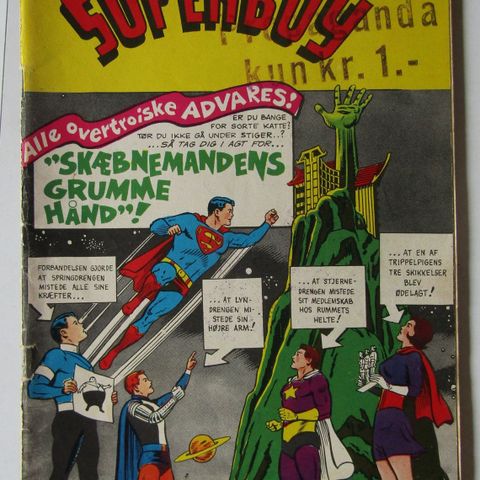 SUPERBOY
propaganda
kun kr. 1.-
Alle overtroiske ADVARES!
ER DU BANGE
FOR SORTE KATTE?
TØR DU IKKE GÅ UNDER STIGER..?
...SÅ TAG DIG I AGT FOR...
"SKÆBNEMANDENS
GRUMME
HÅND"!
FORBANDELSEN GJORDE
AT SPRINGDRENGEN
MISTEDE ALLE SINE
KRÆFTER...
...AT LYN-
DRENGEN MI-
STEDE SIN
HØJRE ARM!
...AT STJERNE-
DRENGEN MISTEDE
SIT MEDLEMSKAB
HOS RUMMETS
HELTE!
...AT EN AF
TRIPPELPIGENS
TRE SKIKKELSER
BLEV
ØDELAGT!